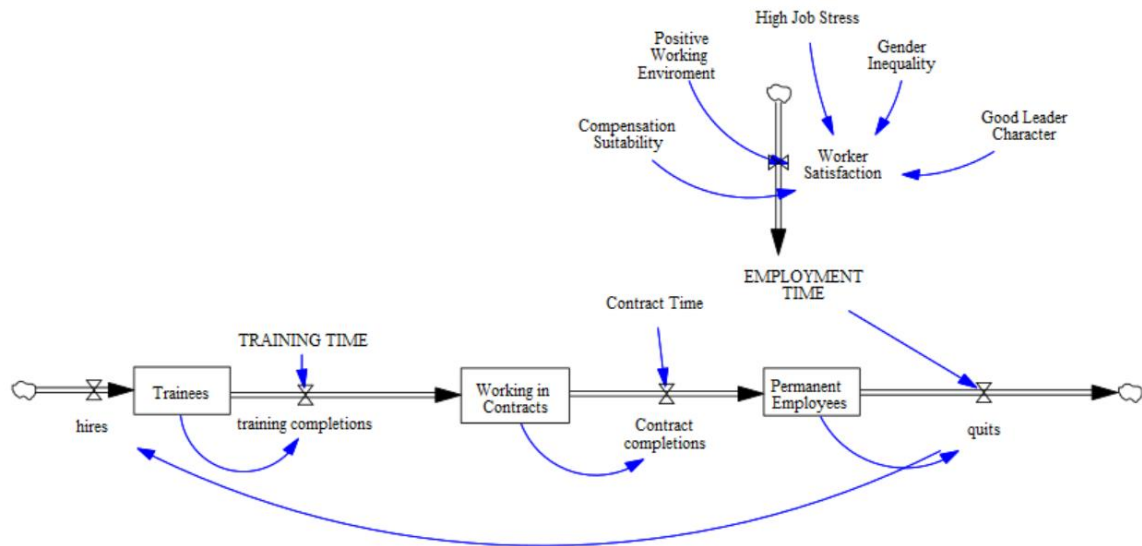 High Job Stress
Positive
Working
Enviroment
Gender
Inequality
Compensation
Suitability
Good Leader
Character
Worker
Satisfaction
EMPLOYMENT
TIME
Contract Time
TRAINING TIME
Trainees
Working in
Contracts
Permanent
Employees
hires
training completions
Contract
completions
quits